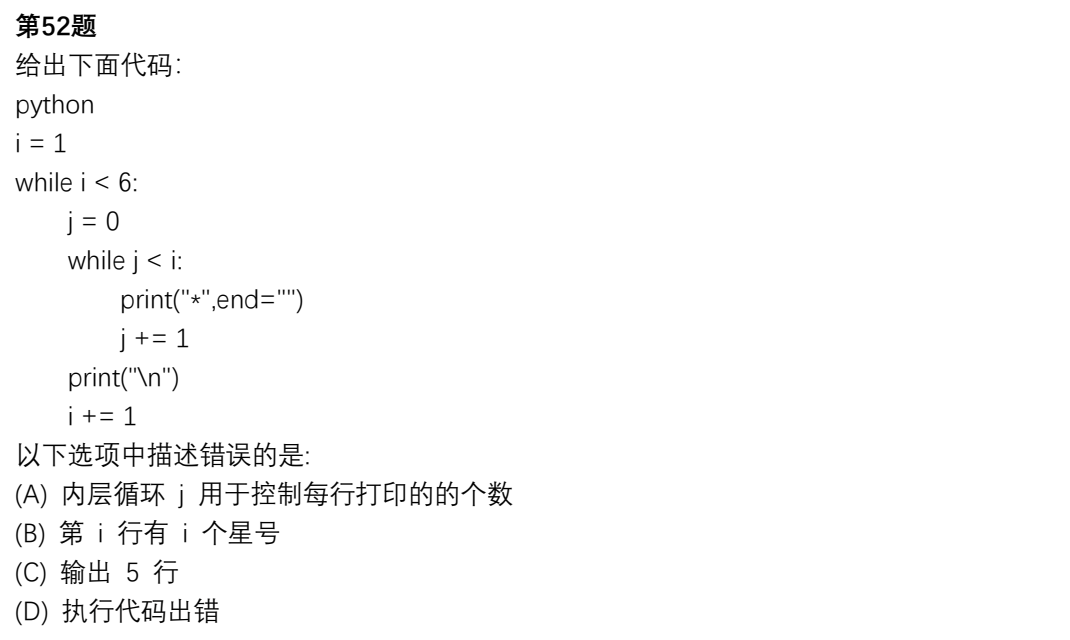 第52题
给出下面代码:
python
i = 1
while i < 6:
    j = 0
    while j < i:
        print("*",end="")
        j += 1
    print("\n")
    i += 1
以下选项中描述错误的是:
(A) 内层循环 j 用于控制每行打印的的个数
(B) 第 i 行有 i 个星号
(C) 输出 5 行
(D) 执行代码出错